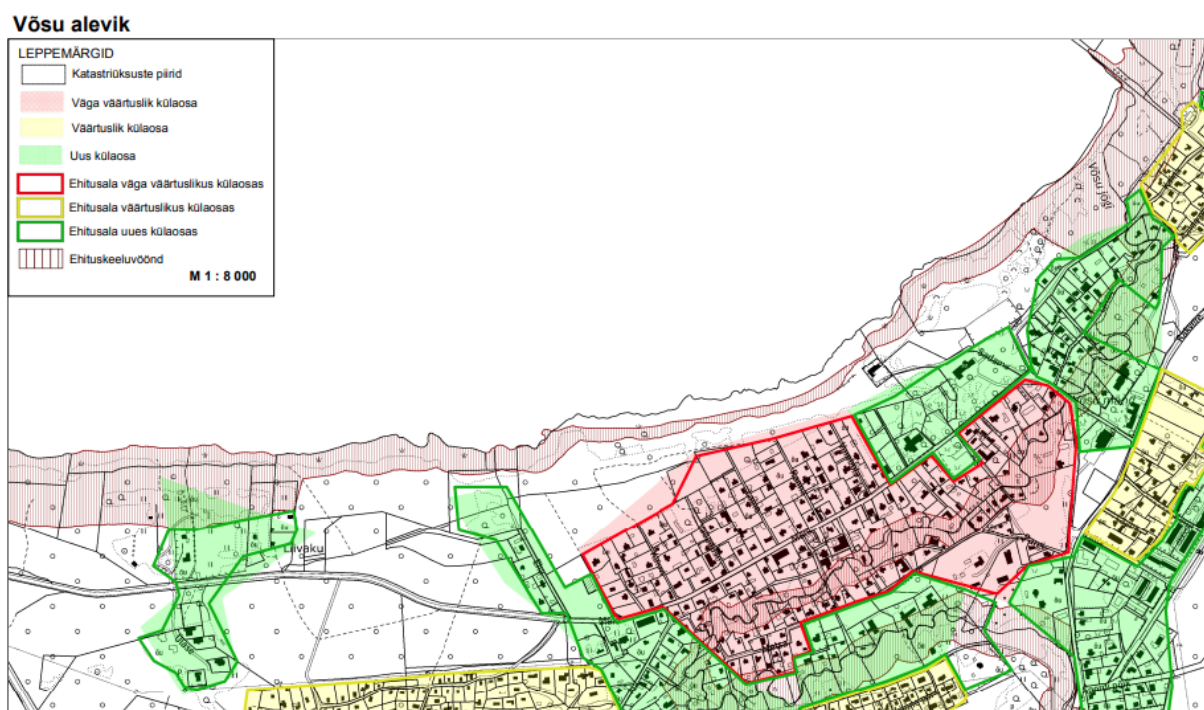 Võsu alevik
LEPPEMÄRGID
Katastriüksuste piirid
Väga väärtuslik külaosa
Väärtuslik külaosa
Uus külaosa
Ehitusala väga väärtuslikus külaosas
Ehitusala väärtuslikus külaosas
Ehitusala uues külaosas
Ehituskeeluvöönd
M 1 : 8 000
Võsu jõgi
Liivaku